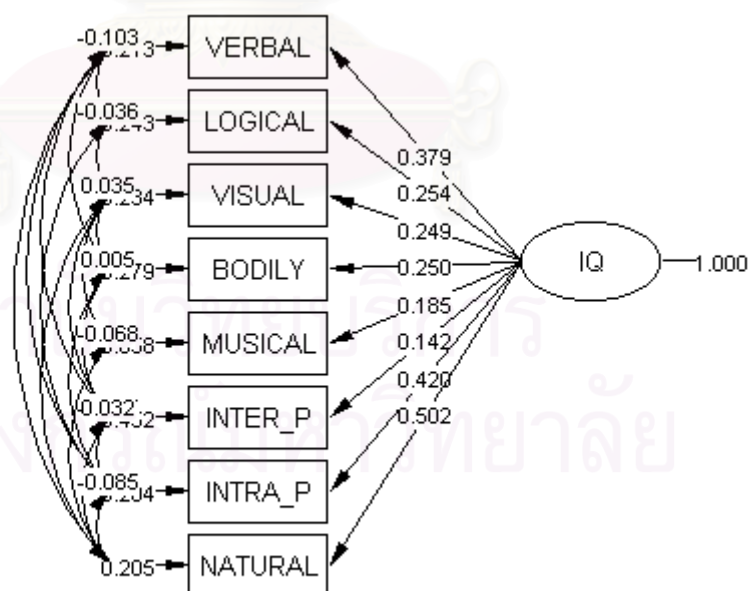 -0.103 VERBAL
-0.036 LOGICAL
0.379
0.035 VISUAL
0.254
0.249
0.005 BODILY
0.250
IQ
1.000
-0.068 MUSICAL
0.185
0.142
-0.032 INTER_P
0.420
0.502
-0.085 INTRA_P
0.205 NATURAL